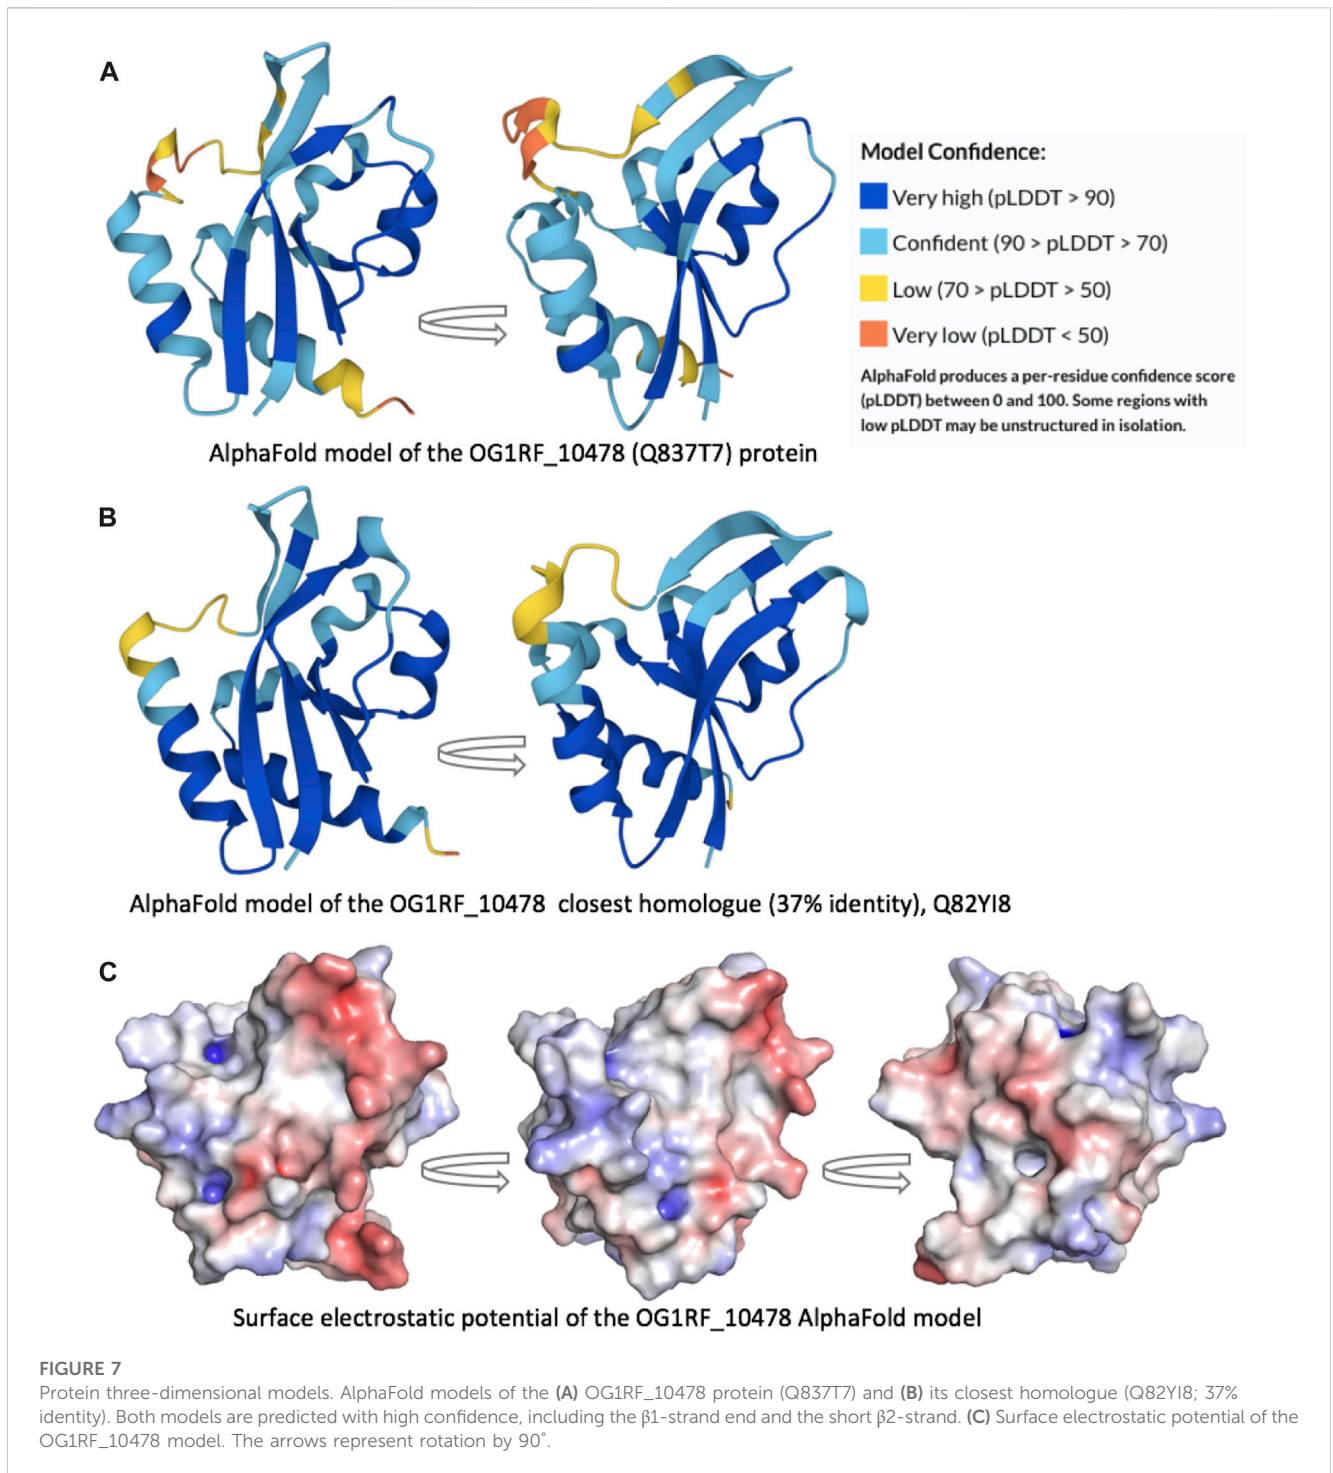 A
Model Confidence:
Very high (pLDDT > 90)
Confident (90 > pLDDT > 70)
Low (70 > pLDDT > 50)
Very low (pLDDT < 50)
AlphaFold produces a per-residue confidence score
(pLDDT) between 0 and 100. Some regions with
low pLDDT may be unstructured in isolation.
AlphaFold model of the OG1RF_10478 (Q837T7) protein
B
AlphaFold model of the OG1RF_10478 closest homologue (37% identity), Q82YI8
C
Surface electrostatic potential of the OG1RF_10478 AlphaFold model
FIGURE 7
Protein three-dimensional models. AlphaFold models of the (A) OG1RF_10478 protein (Q837T7) and (B) its closest homologue (Q82YI8; 37%
identity). Both models are predicted with high confidence, including the β1-strand end and the short β2-strand. (C) Surface electrostatic potential of the
OG1RF_10478 model. The arrows represent rotation by 90°.